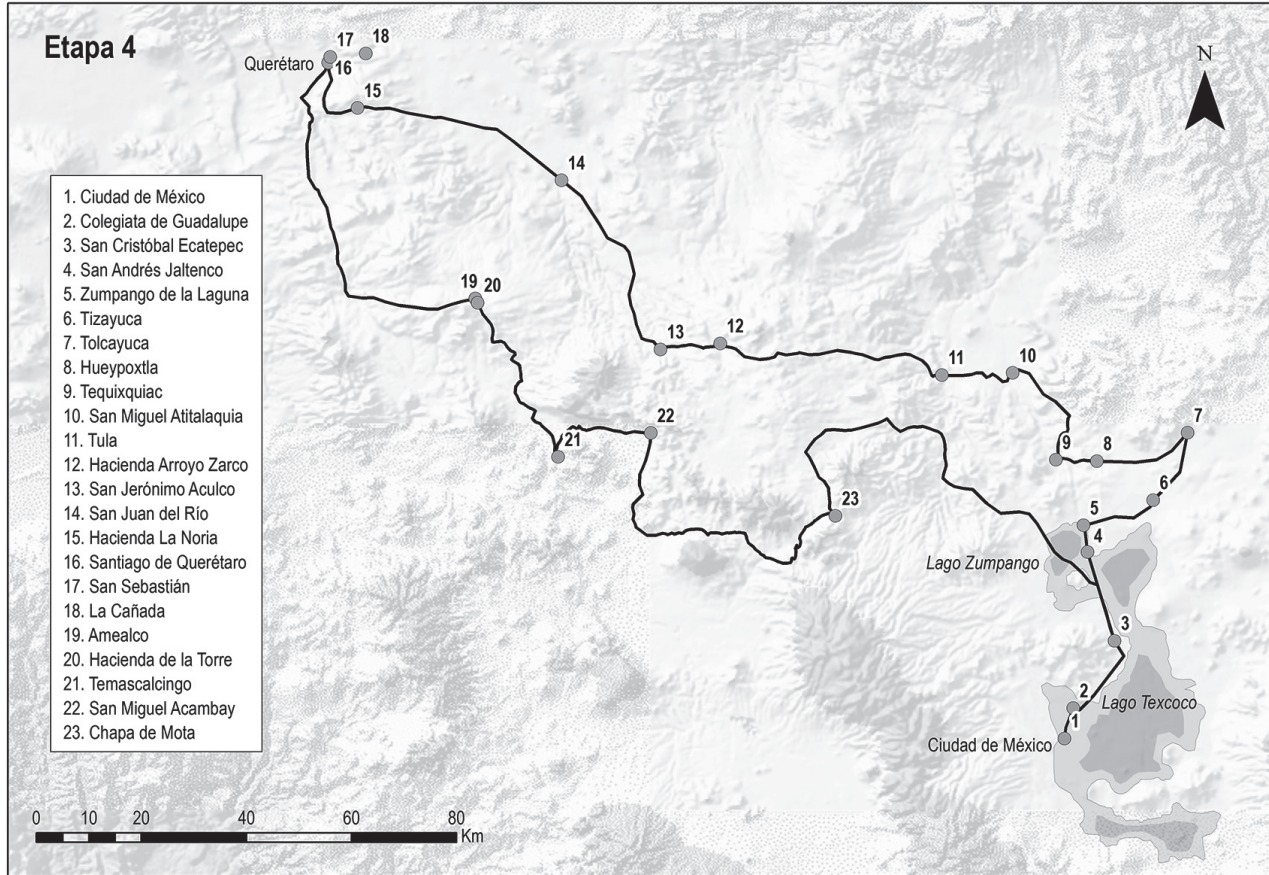 Etapa 4
N
Querétaro
17
18
16
15
14
1. Ciudad de México
2. Colegiata de Guadalupe
3. San Cristóbal Ecatepec
4. San Andrés Jaltenco
5. Zumpango de la Laguna
6. Tizayuca
7. Tolcayuca
8. Hueypoxtla
9. Tequixquiac
10. San Miguel Atitalaquia
11. Tula
12. Hacienda Arroyo Zarco
13. San Jerónimo Aculco
14. San Juan del Río
15. Hacienda La Noria
16. Santiago de Querétaro
17. San Sebastián
18. La Cañada
19. Amealco
20. Hacienda de la Torre
21. Temascalcingo
22. San Miguel Acambay
23. Chapa de Mota
19
20
13
12
11
10
22
21
9
8
7
6
23
5
4
Lago Zumpango
3
2
Lago Texcoco
1
Ciudad de México
0 10 20 40 60 80
Km